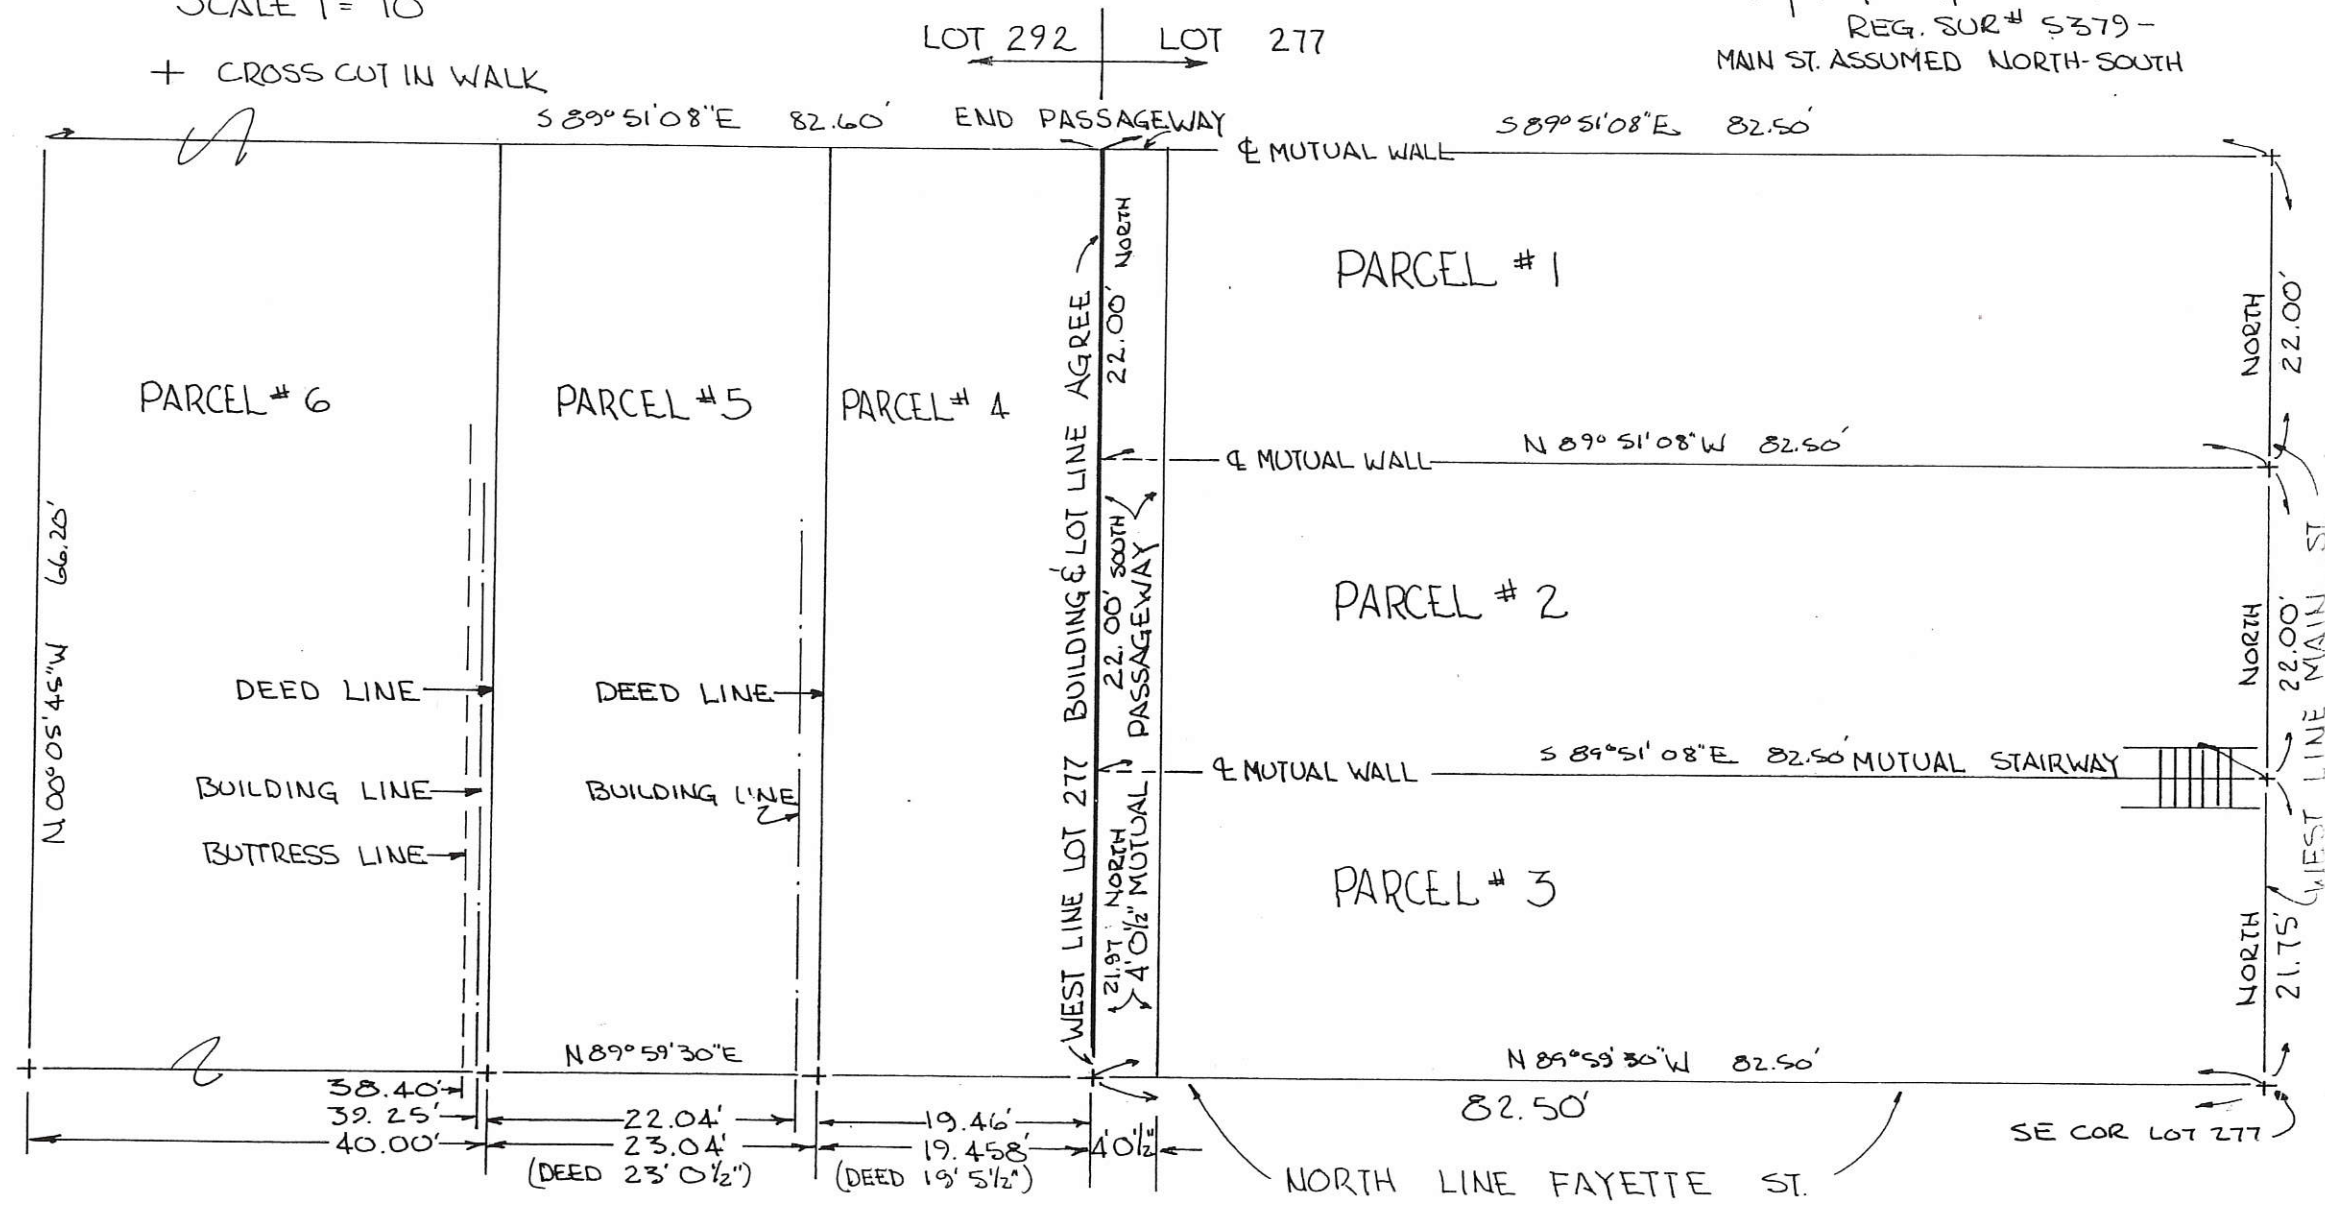 SCALE 1" = 10'
+ CROSS CUT IN WALK
LOT 292
LOT 277
REG. SUR# 5379-
MAIN ST. ASSUMED NORTH-SOUTH
S 89° 51' 08" E 82.60'
END PASSAGEWAY
S 89° 51' 08" E 82.50'
℄ MUTUAL WALL
PARCEL #1
NORTH
22.00'
22.00' NORTH
PARCEL #6
PARCEL #5
PARCEL #4
N 89° 51' 08" W 82.50'
℄ MUTUAL WALL
WEST LINE LOT 277 BUILDING & LOT LINE AGREE
22.00' SOUTH
4' 0½" MUTUAL PASSAGEWAY
21.97' NORTH
N 00° 05' 45" W 66.20'
PARCEL #2
NORTH
22.00'
WEST LINE MAIN ST
DEED LINE
DEED LINE
BUILDING LINE
BUILDING LINE
BUTTRESS LINE
S 89° 51' 08" E 82.50'
MUTUAL STAIRWAY
℄ MUTUAL WALL
PARCEL #3
NORTH
21.75'
N 89° 59' 30" E
N 89° 59' 30" W 82.50'
38.40'
39.25'
40.00'
22.04'
23.04'
(DEED 23' 0½")
19.46'
19.458'
(DEED 19' 5½")
4' 0½"
82.50'
SE COR LOT 277
NORTH LINE FAYETTE ST.